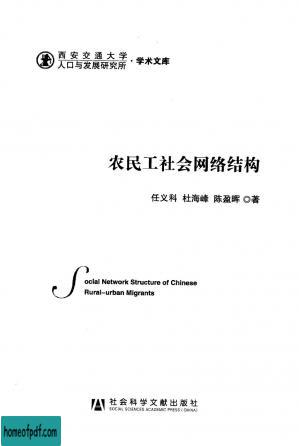 西安交通大学
人口与发展研究所 · 学术文库
农民工社会网络结构
任义科 杜海峰 陈盈晖 ◎ 著
Social Network Structure of Chinese
Rural-urban Migrants
社会科学文献出版社
SOCIAL SCIENCES ACADEMIC PRESS (CHINA)
homeofpdf.com